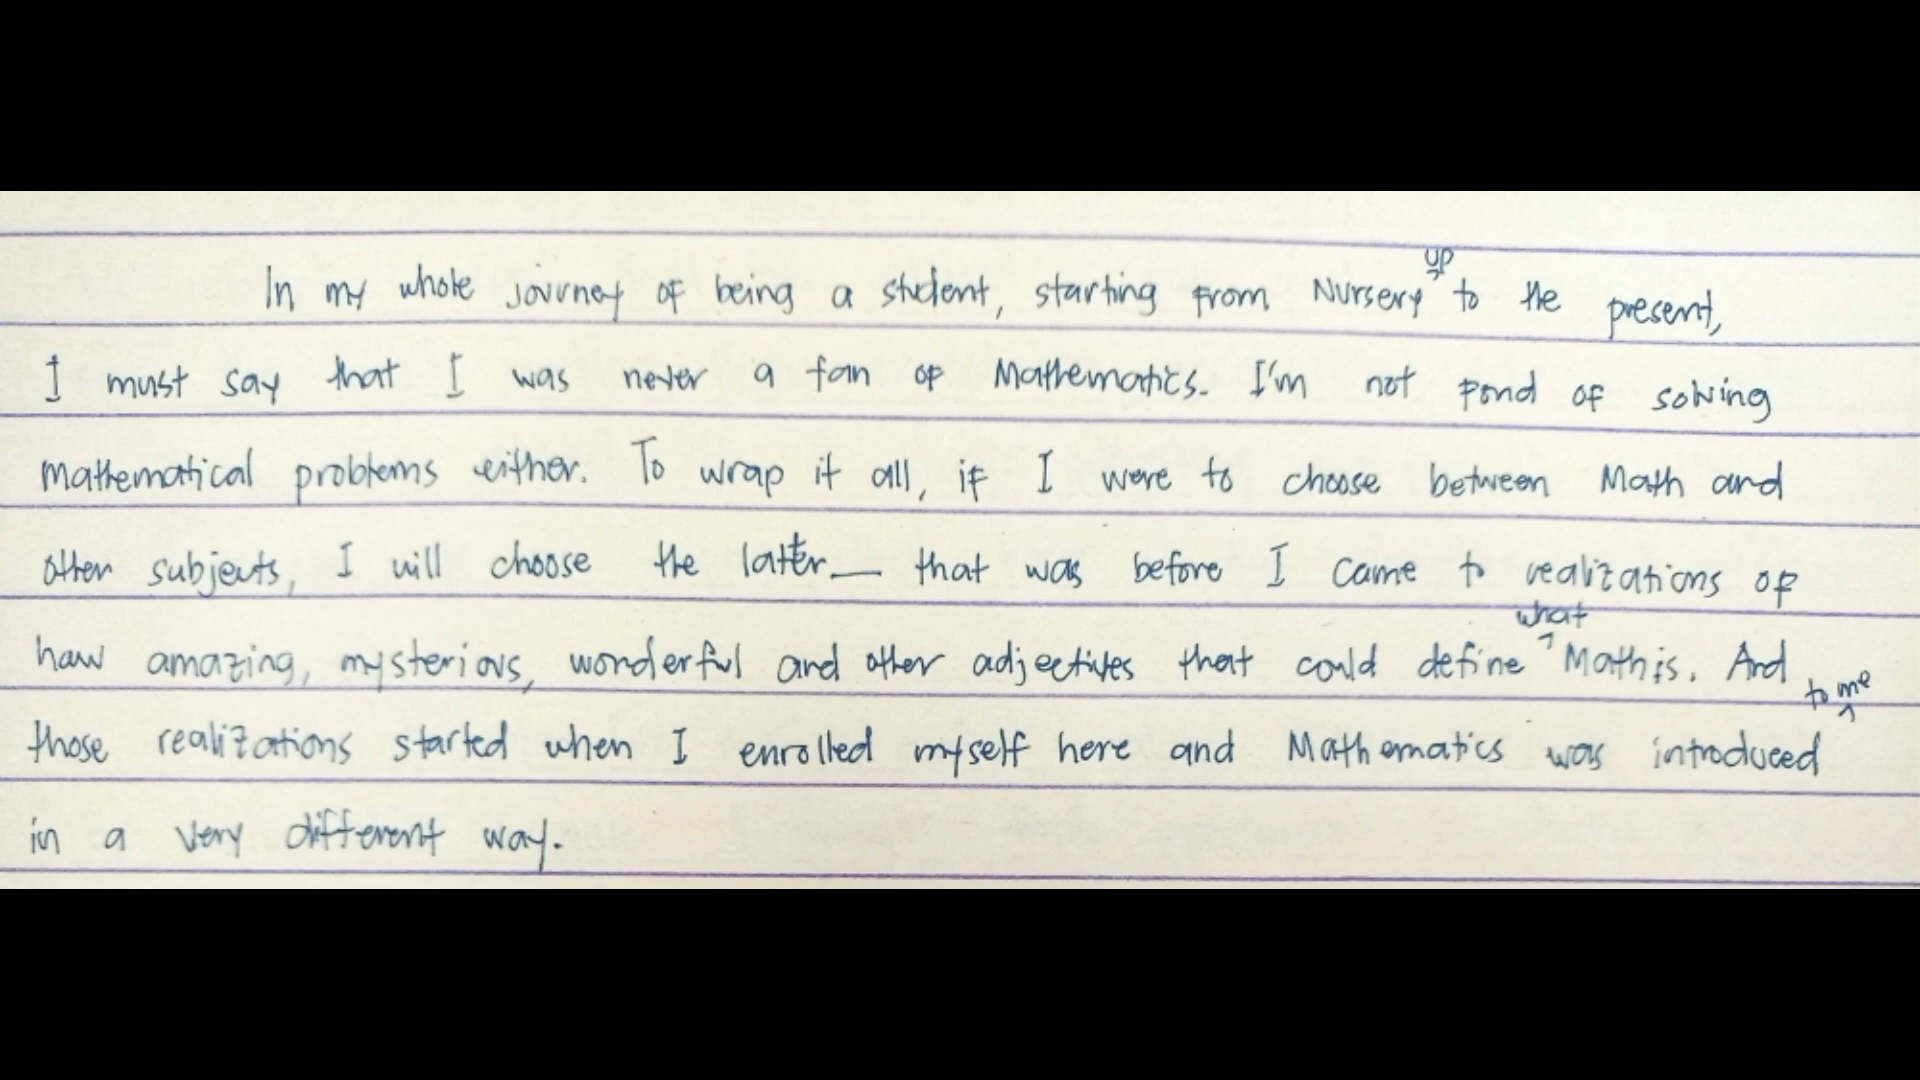 In my whole journey of being a student, starting from Nursery up to the present,
I must say that I was never a fan of Mathematics. I'm not fond of solving
mathematical problems either. To wrap it all, if I were to choose between Math and
other subjects, I will choose the latter — that was before I came to realizations of
how amazing, mysterious, wonderful and other adjectives that could define what Math is. And
those realizations started when I enrolled myself here and Mathematics was introduced to me
in a very different way.